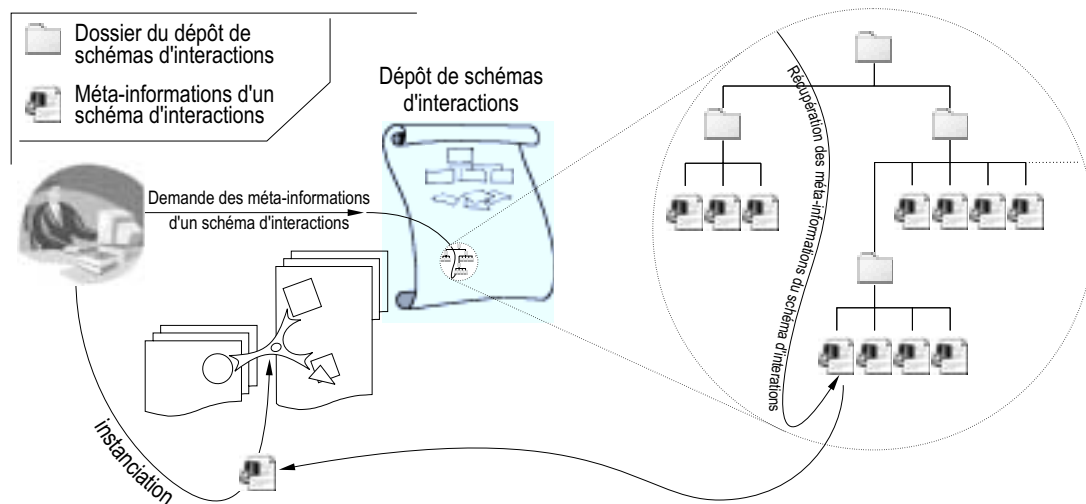 Dossier du dépôt de
schémas d'interactions
Méta-informations d'un
schéma d'interactions
Dépôt de schémas
d'interactions
Demande des méta-informations
d'un schéma d'interactions
Récupération des méta-informations du schéma d'intérations
instanciation